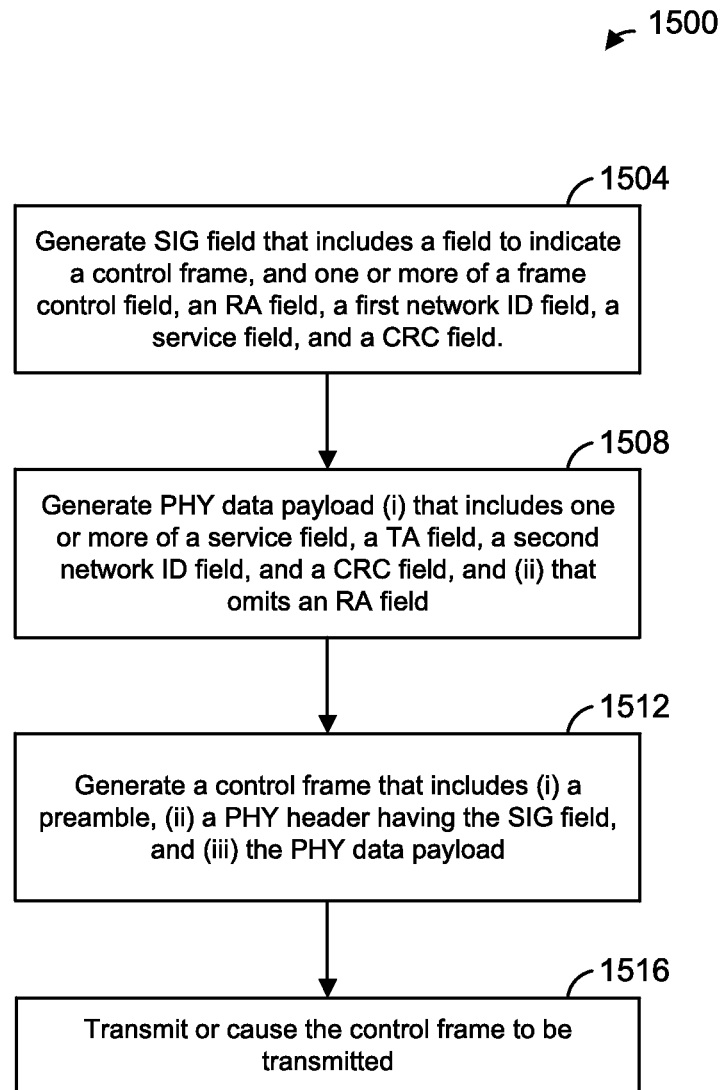 1500
1504
Generate SIG field that includes a field to indicate
a control frame, and one or more of a frame
control field, an RA field, a first network ID field, a
service field, and a CRC field.
1508
Generate PHY data payload (i) that includes one
or more of a service field, a TA field, a second
network ID field, and a CRC field, and (ii) that
omits an RA field
1512
Generate a control frame that includes (i) a
preamble, (ii) a PHY header having the SIG field,
and (iii) the PHY data payload
1516
Transmit or cause the control frame to be
transmitted